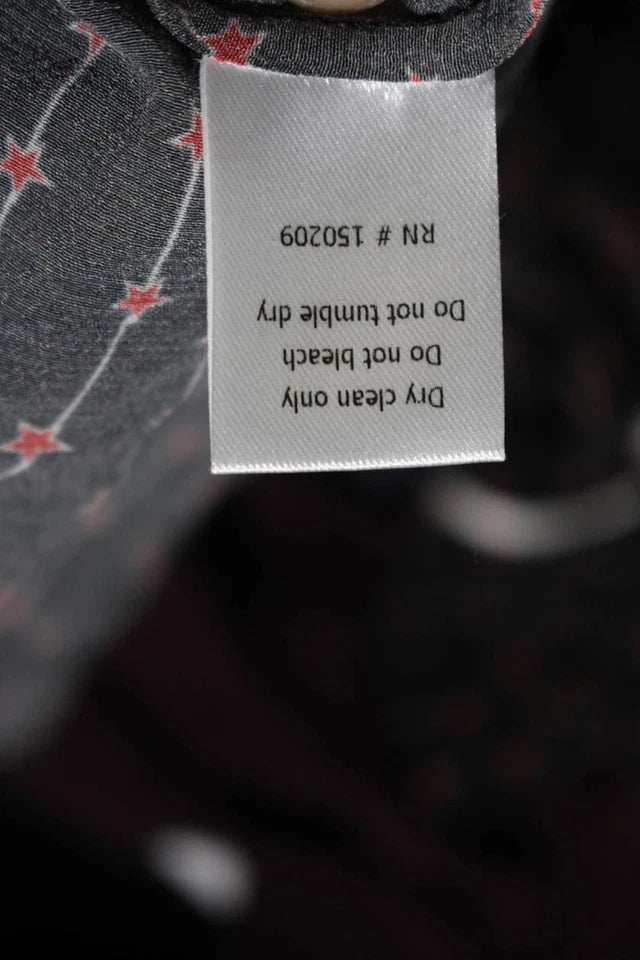 Dry clean only
Do not bleach
Do not tumble dry
RN # 150209